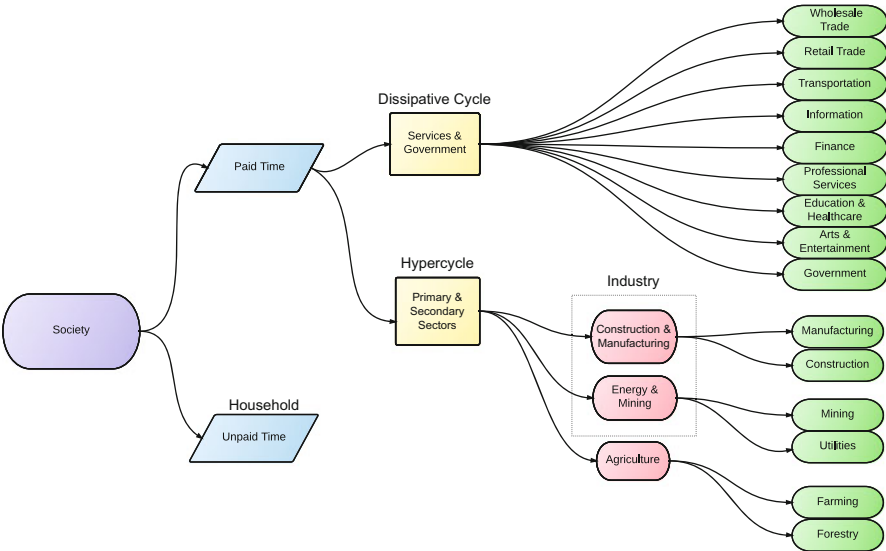 Society
Paid Time
Household
Unpaid Time
Dissipative Cycle
Services &
Government
Hypercycle
Primary &
Secondary
Sectors
Industry
Construction &
Manufacturing
Energy &
Mining
Agriculture
Wholesale
Trade
Retail Trade
Transportation
Information
Finance
Professional
Services
Education &
Healthcare
Arts &
Entertainment
Government
Manufacturing
Construction
Mining
Utilities
Farming
Forestry